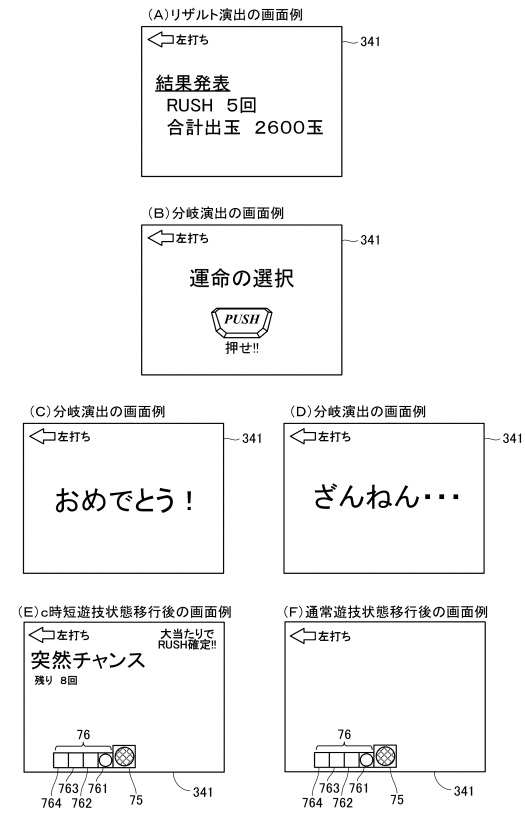 (A)リザルト演出の画面例
左打ち
341
結果発表
RUSH 5回
合計出玉 2600玉
(B)分岐演出の画面例
左打ち
341
運命の選択
PUSH
押せ!!
(C)分岐演出の画面例
左打ち
341
おめでとう!
(D)分岐演出の画面例
左打ち
341
ざんねん・・・
(E)c時短遊技状態移行後の画面例
左打ち
大当たりで
RUSH確定!!
突然チャンス
残り 8回
76
764
763
762
761
75
341
(F)通常遊技状態移行後の画面例
左打ち
76
764
763
762
761
75
341